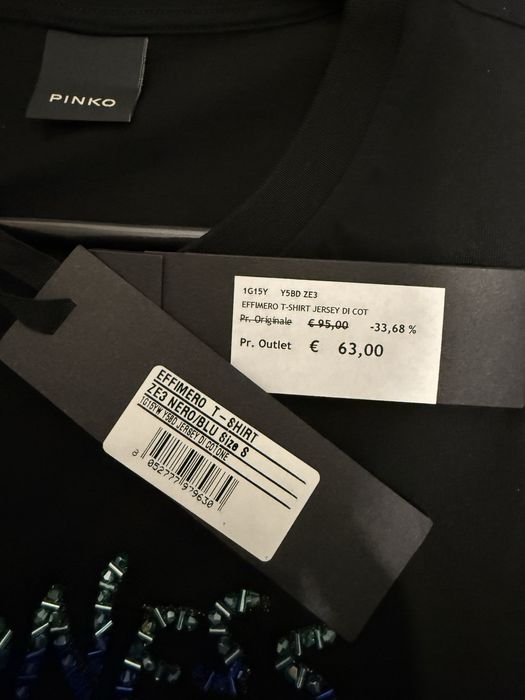 PINKO
1G15Y Y5BD ZE3
EFFIMERO T-SHIRT JERSEY DI COT
Pr. Originale € 95,00 -33,68 %
Pr. Outlet € 63,00
EFFIMERO T-SHIRT
ZE3 NERO/BLU Size S
1G15YW Y5BD JERSEY DI COTONE
8 052777 979630